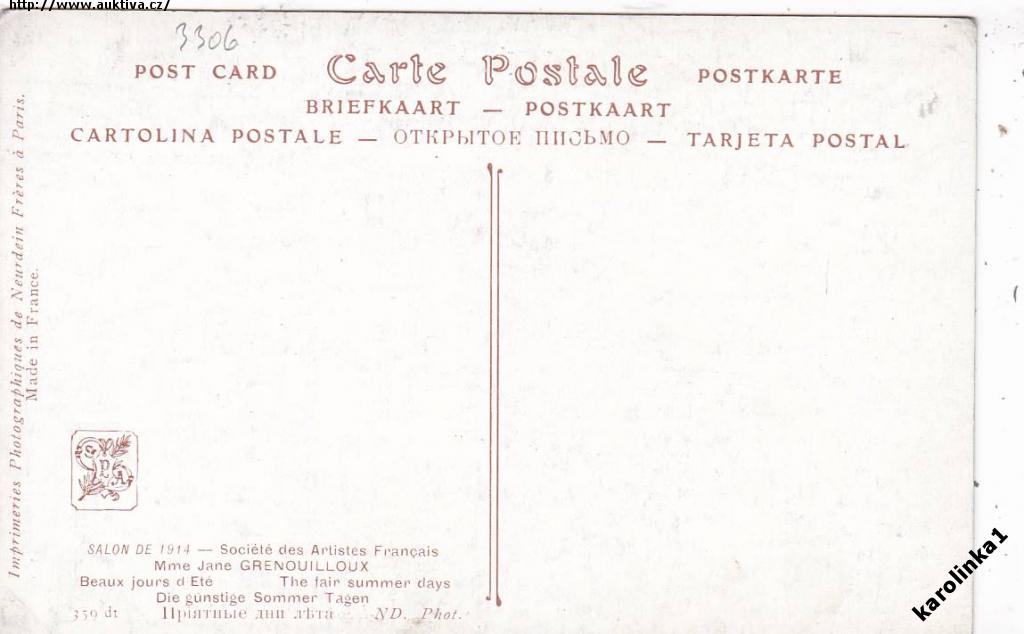 http://www.auktiva.cz/
3306
POST CARD Carte Postale POSTKARTE
BRIEFKAART — POSTKAART
CARTOLINA POSTALE — ОТКРЫТОЕ ПИСЬМО — TARJETA POSTAL
Imprimeries Photographiques de Neurdein Frères à Paris.
Made in France.
S P A
SALON DE 1914 — Société des Artistes Français
Mme Jane GRENOUILLOUX
Beaux jours d Eté The fair summer days
Die günstige Sommer Tagen
359 dt Пріятные дни лѣта ND. Phot.
karolinka1